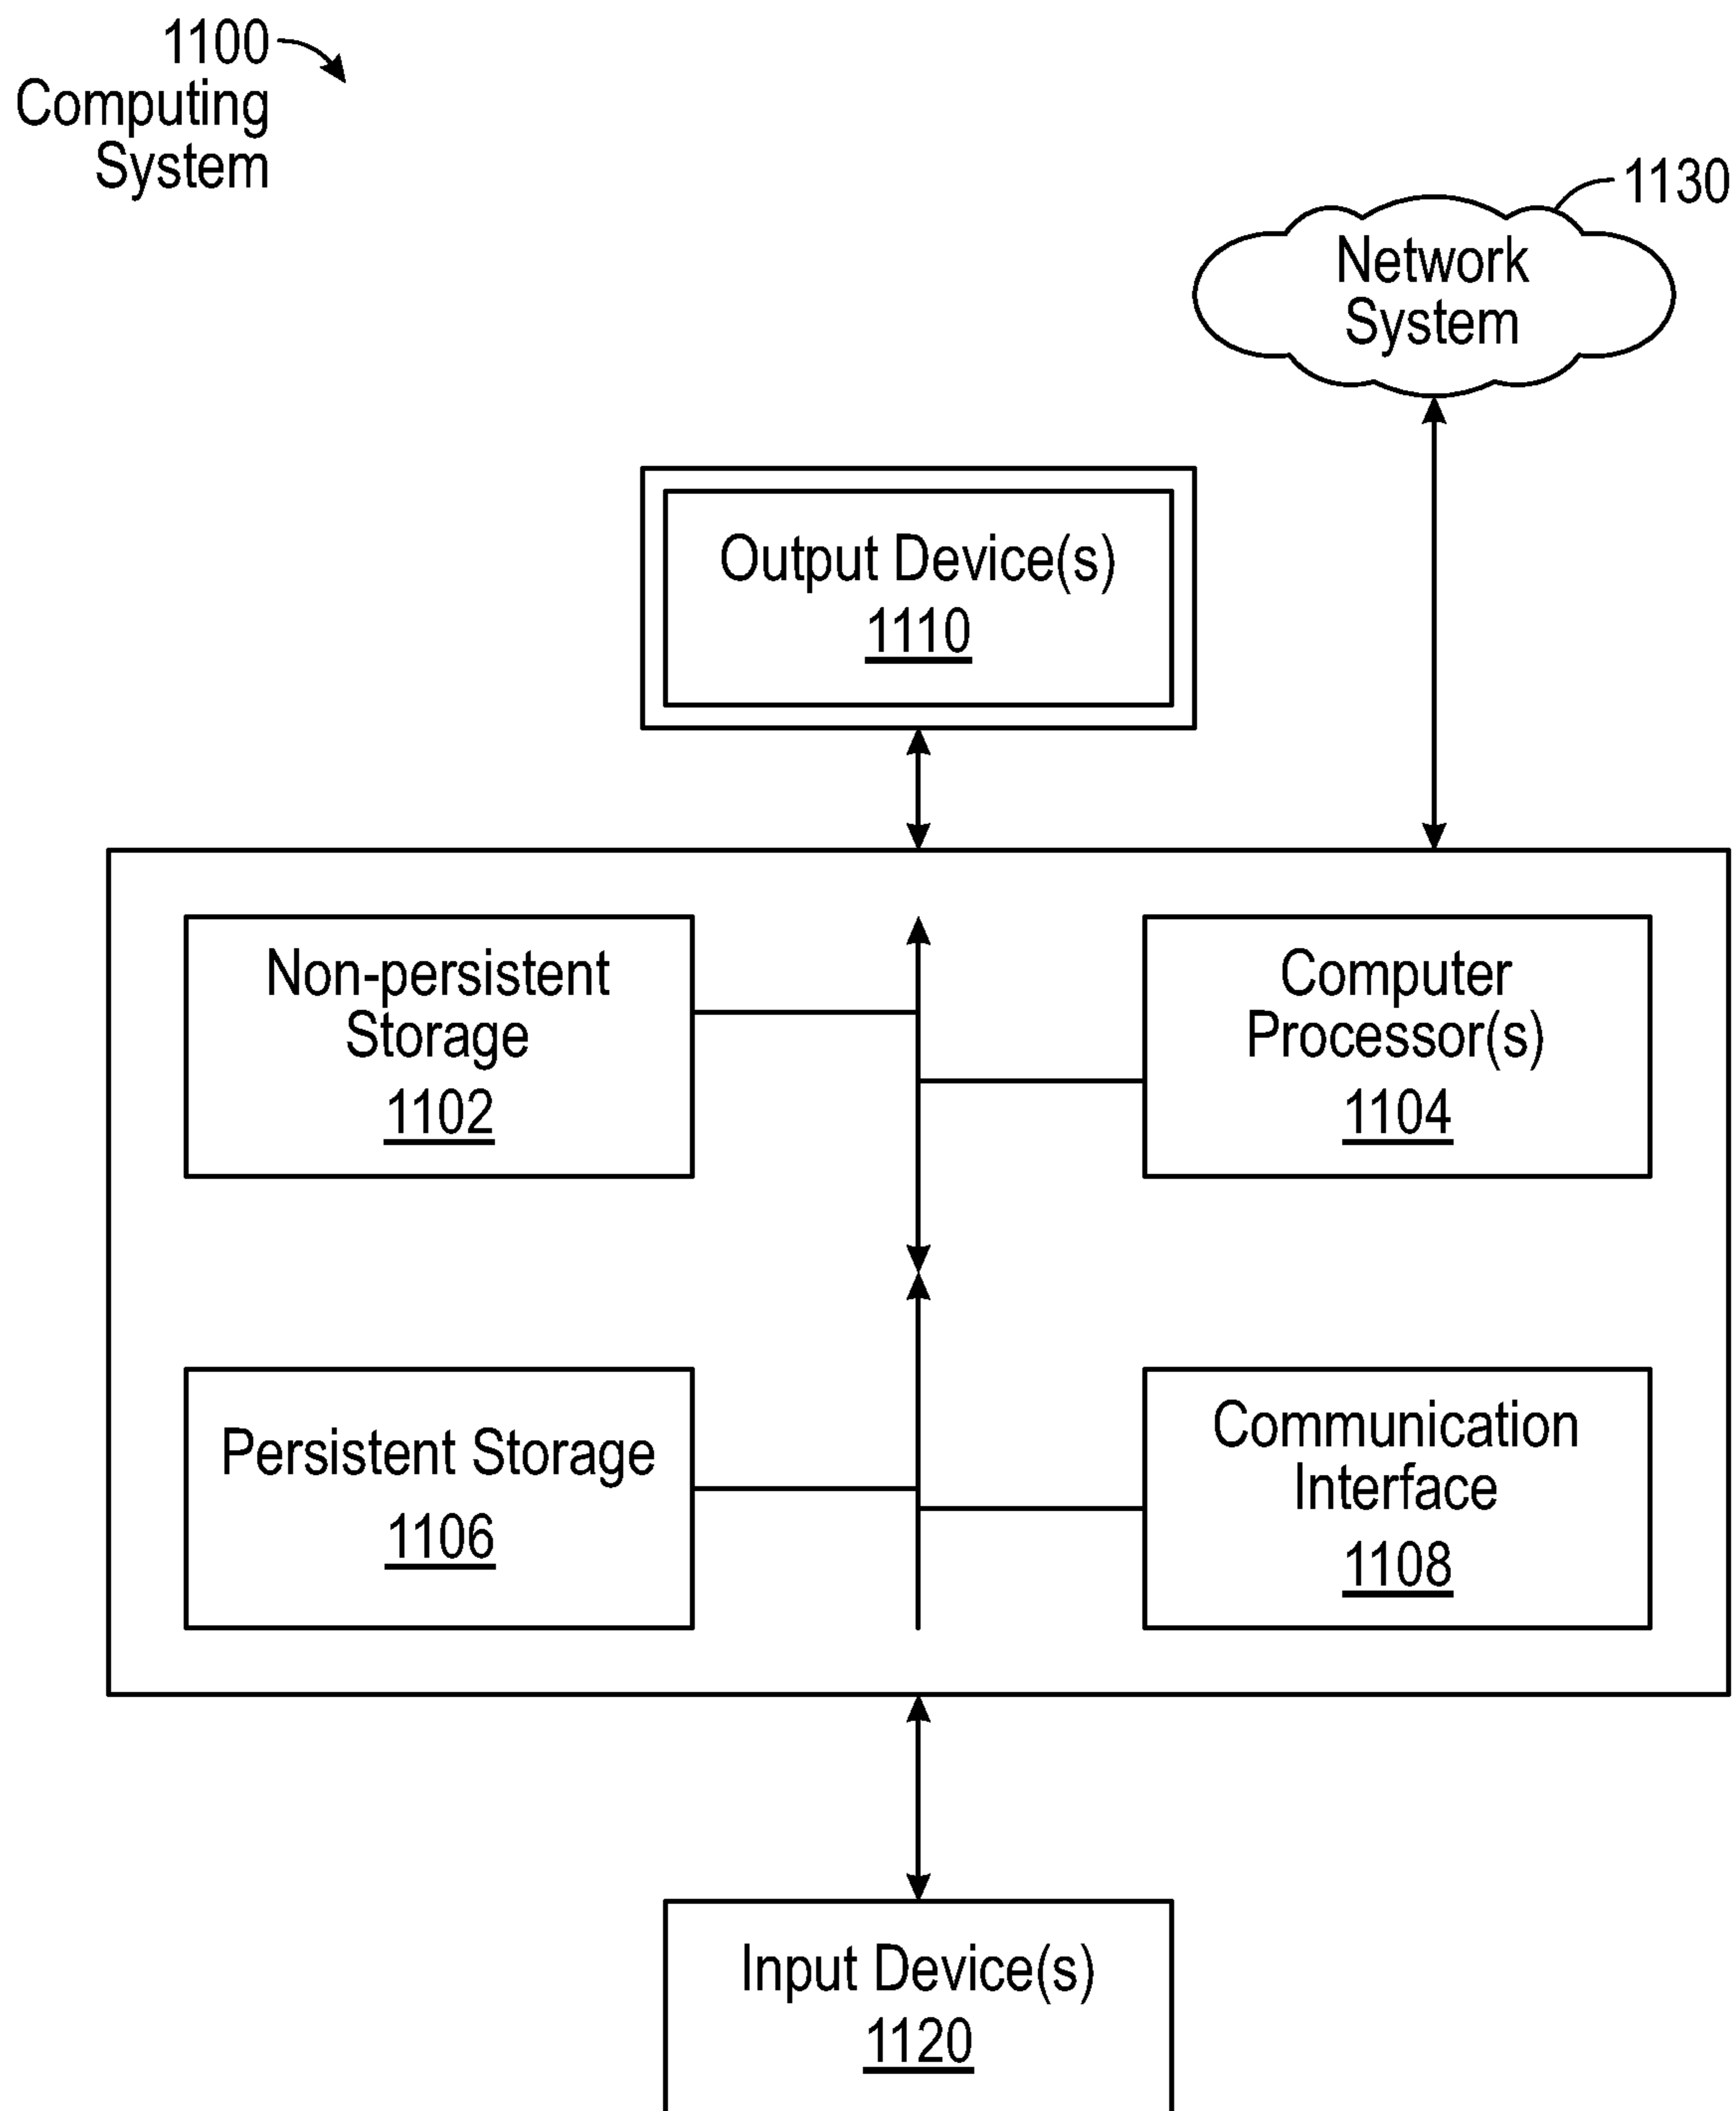 1100
Computing
System
1130
Network
System
Output Device(s)
1110
Non-persistent
Storage
1102
Computer
Processor(s)
1104
Persistent Storage
1106
Communication
Interface
1108
Input Device(s)
1120